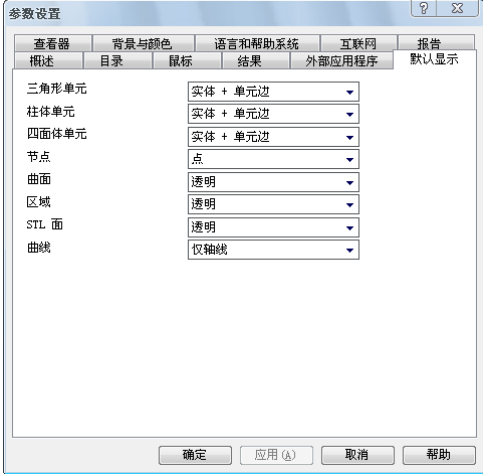 参数设置
查看器 背景与颜色 语言和帮助系统 互联网 报告
概述 目录 鼠标 结果 外部应用程序 默认显示
三角形单元 实体 + 单元边
柱体单元 实体 + 单元边
四面体单元 实体 + 单元边
节点 点
曲面 透明
区域 透明
STL 面 透明
曲线 仅轴线
确定 应用(A) 取消 帮助